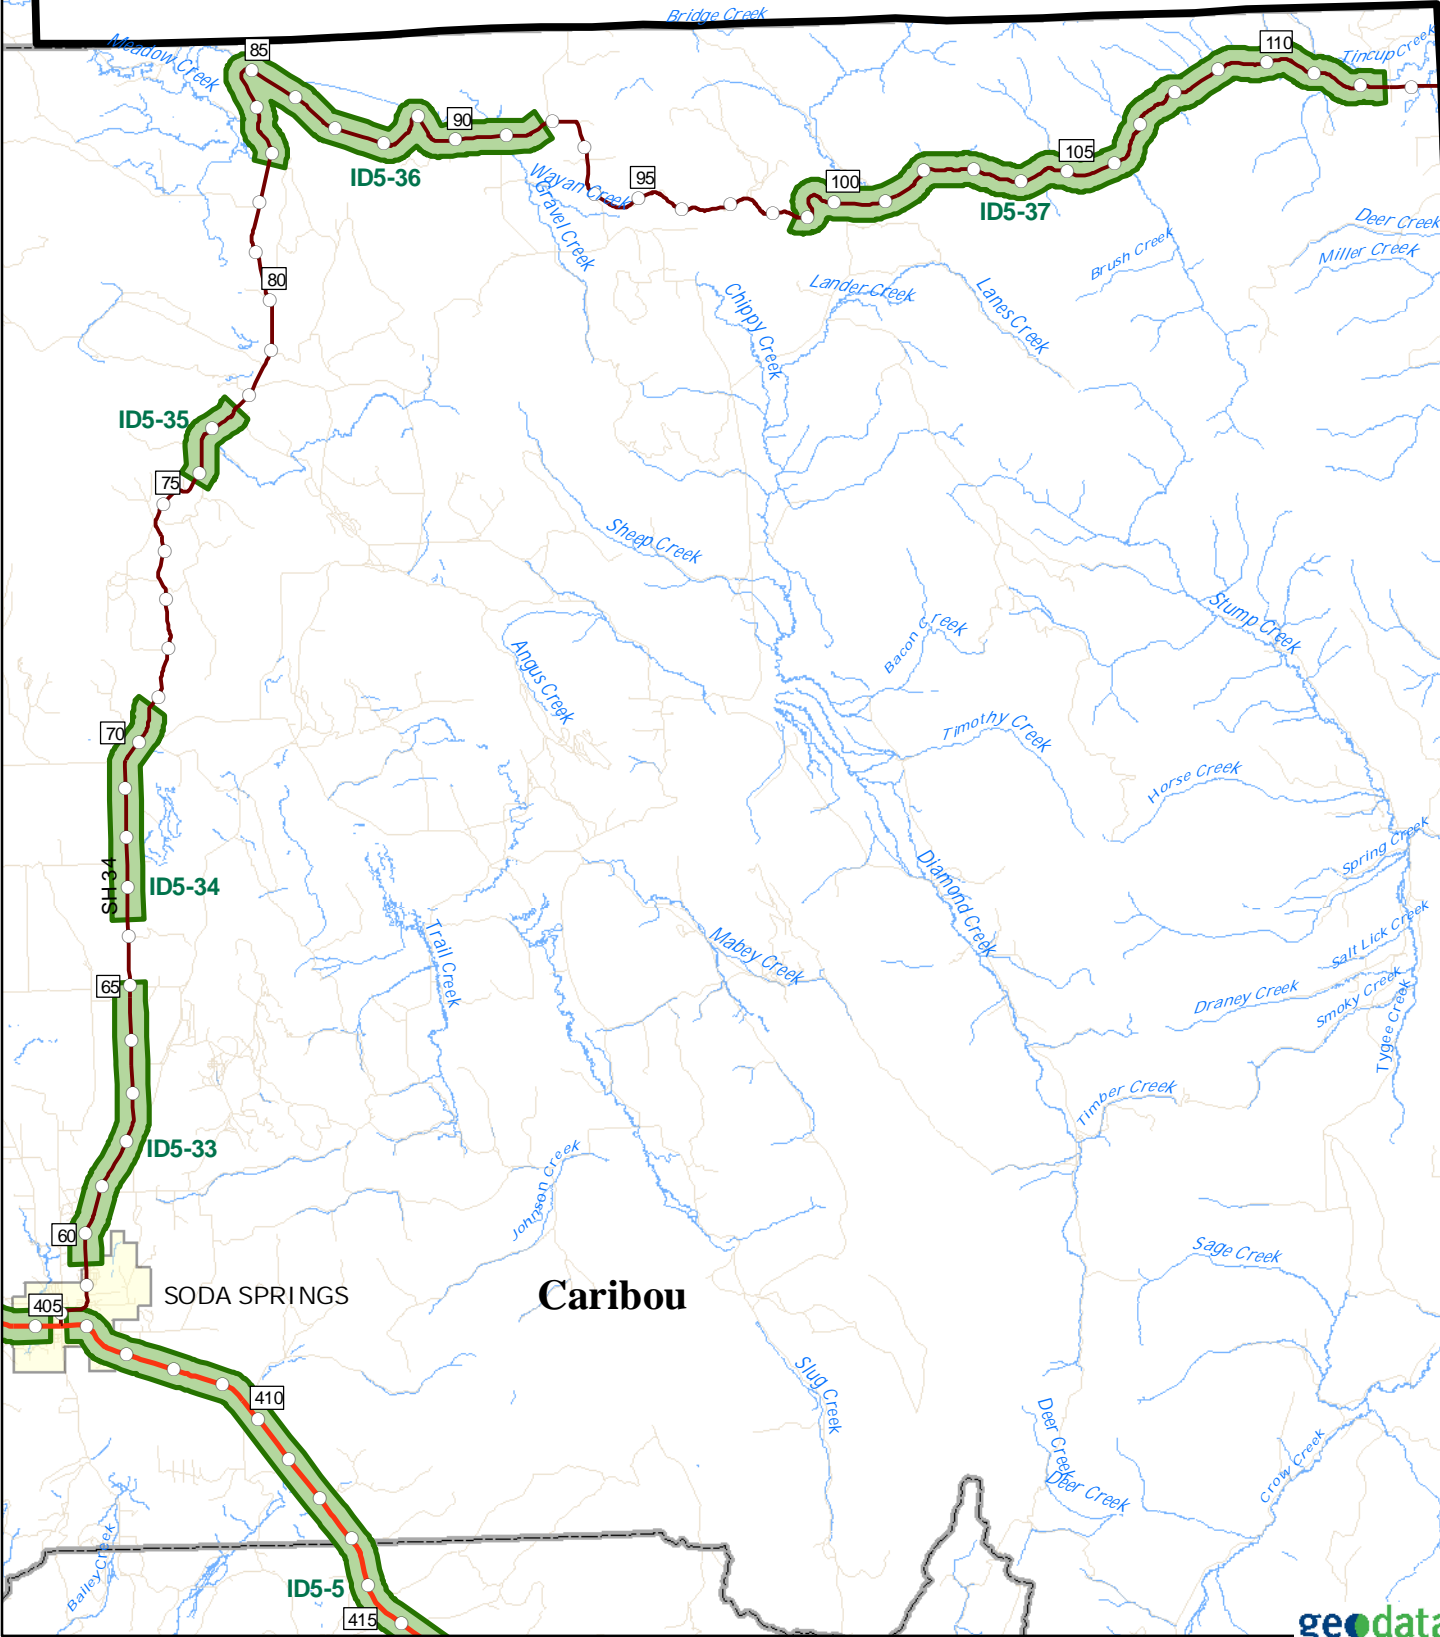 Bridge Creek
110
Tincup Creek
85
Meadow Creek
90
105
ID5-36
Wayan Creek
95
100
ID5-37
Gravel Creek
Deer Creek
Brush Creek
Miller Creek
80
Chippy Creek
Lander Creek
Lanes Creek
ID5-35
75
Sheep Creek
Stump Creek
Bacon Creek
Angus Creek
70
Timothy Creek
Horse Creek
SH 34
ID5-34
Spring Creek
Diamond Creek
Trail Creek
Mabey Creek
Salt Lick Creek
65
Draney Creek
Smoky Creek
Tygee Creek
Timber Creek
ID5-33
Johnson Creek
60
Sage Creek
SODA SPRINGS
Caribou
405
Slug Creek
410
Deer Creek
Crow Creek
Deer Creek
Bailey Creek
ID5-5
415
geodata